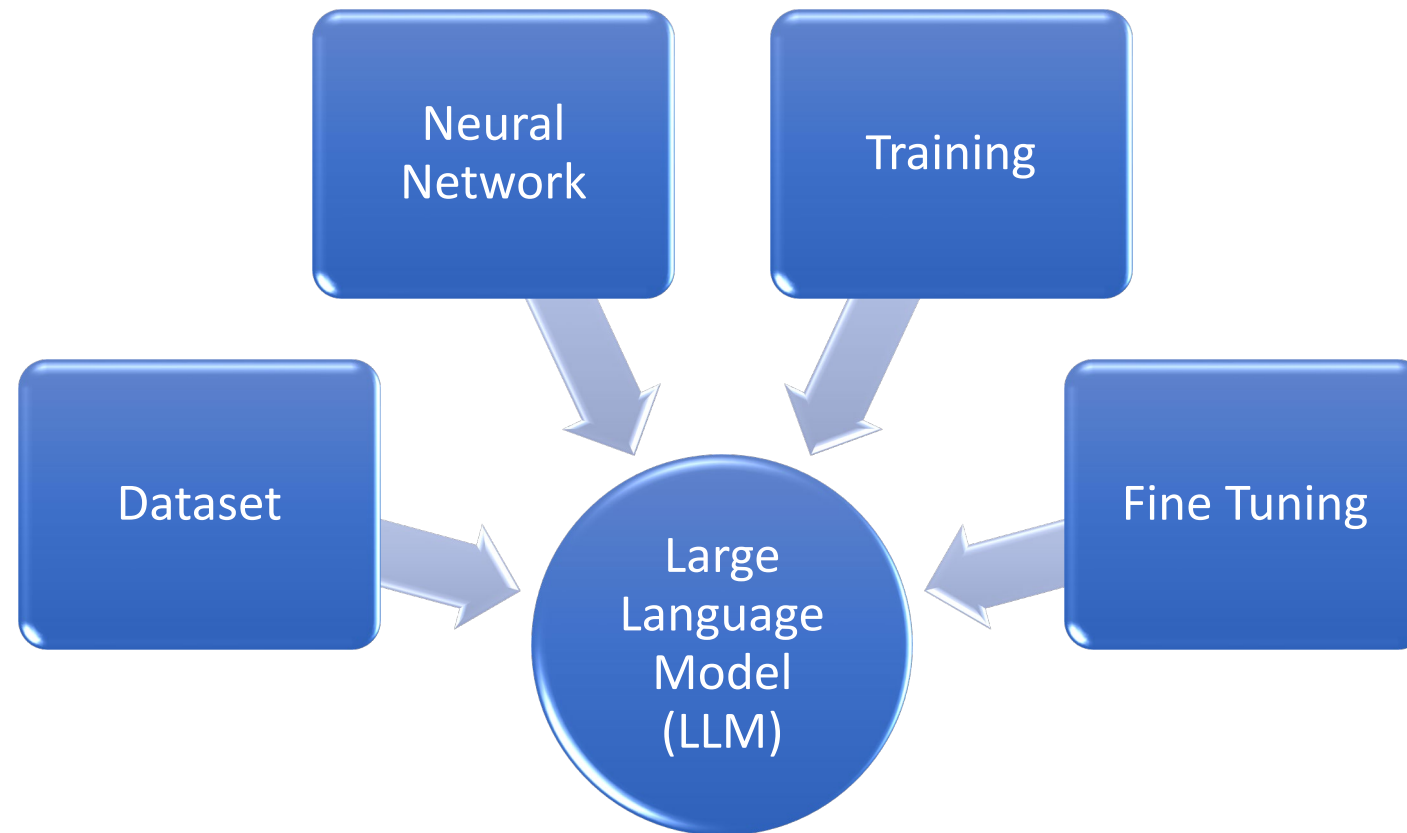 Neural
Network
Training
Dataset
Fine Tuning
Large
Language
Model
(LLM)